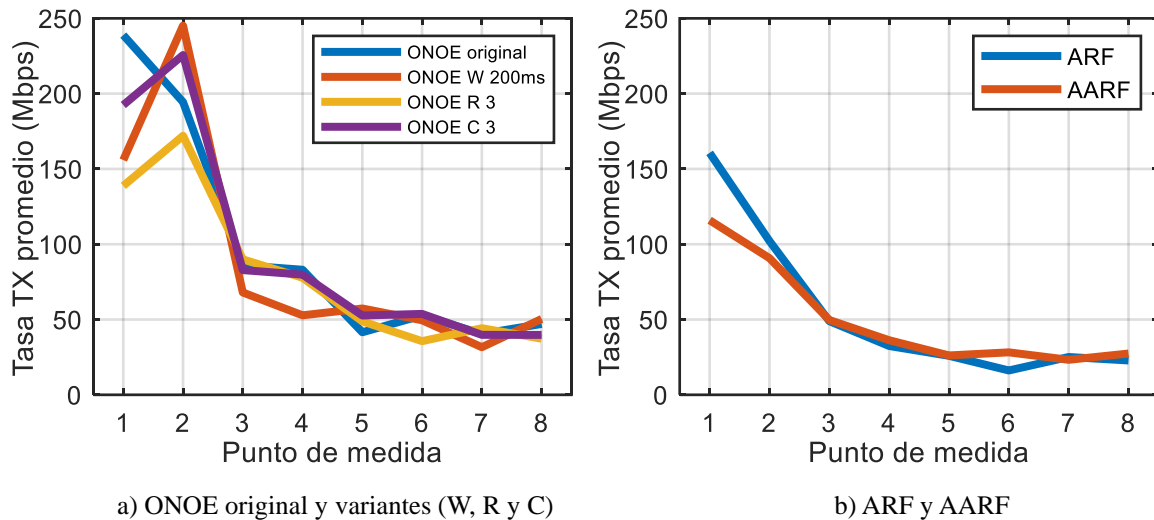 250
200
150
100
50
0
Tasa TX promedio (Mbps)
ONOE original
ONOE W 200ms
ONOE R 3
ONOE C 3
1 2 3 4 5 6 7 8
Punto de medida
a) ONOE original y variantes (W, R y C)
250
200
150
100
50
0
Tasa TX promedio (Mbps)
ARF
AARF
1 2 3 4 5 6 7 8
Punto de medida
b) ARF y AARF